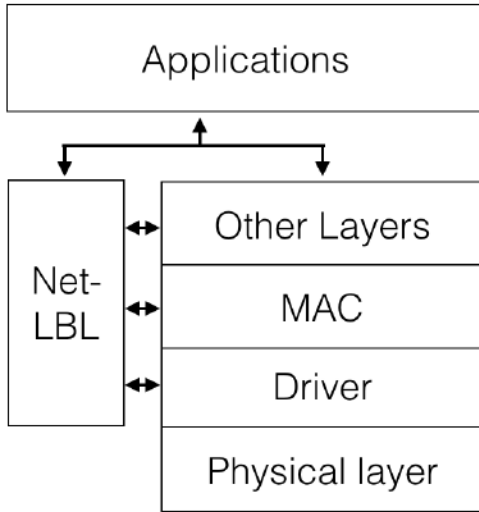 Applications
Net-
LBL
Other Layers
MAC
Driver
Physical layer